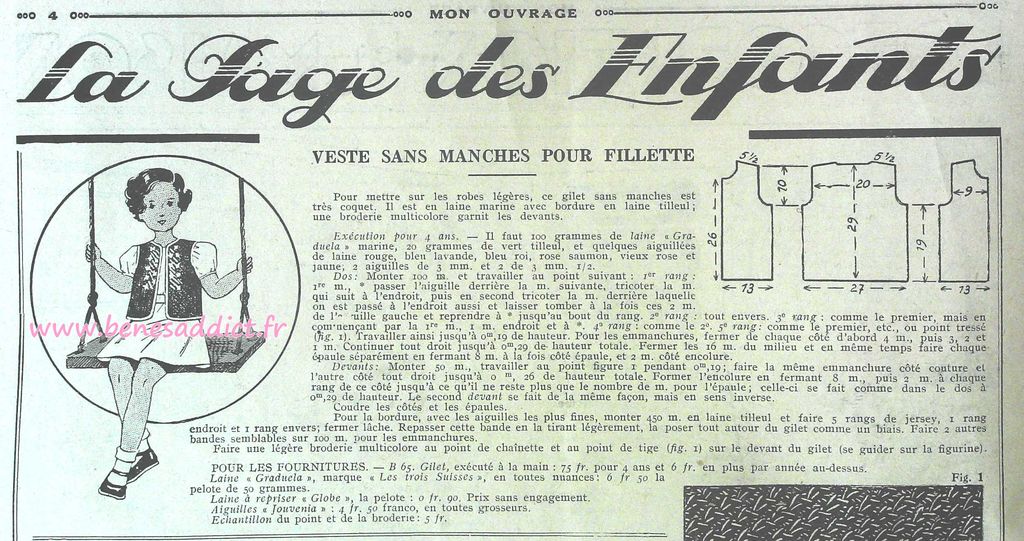 4 MON OUVRAGE
La Page des Enfants
VESTE SANS MANCHES POUR FILLETTE
Pour mettre sur les robes légères, ce gilet sans manches est
très coquet. Il est en laine marine avec bordure en laine tilleul ;
une broderie multicolore garnit les devants.
Exécution pour 4 ans. — Il faut 100 grammes de laine « Gra-
duela » marine, 20 grammes de vert tilleul, et quelques aiguillées
de laine rouge, bleu lavande, bleu roi, rose saumon, vieux rose et
jaune; 2 aiguilles de 3 mm. et 2 de 3 mm. 1/2.
Dos: Monter 100 m. et travailler au point suivant : 1er rang :
1re m., * passer l'aiguille derrière la m. suivante, tricoter la m.
qui suit à l'endroit, puis en second tricoter la m. derrière laquelle
on est passé à l'endroit aussi et laisser tomber à la fois ces 2 m.
de l'aiguille gauche et reprendre à * jusqu'au bout du rang. 2e rang : tout envers. 3e rang : comme le premier, mais en
commençant par la 1re m., 1 m. endroit et à *. 4e rang : comme le 2e. 5e rang: comme le premier, etc., ou point tressé
(fig. 1). Travailler ainsi jusqu'à 0m,19 de hauteur. Pour les emmanchures, fermer de chaque côté d'abord 4 m., puis 3, 2 et
1 m. Continuer tout droit jusqu'à 0m,29 de hauteur totale. Fermer les 16 m. du milieu et en même temps faire chaque
épaule séparément en fermant 8 m. à la fois côté épaule, et 2 m. côté encolure.
Devants: Monter 50 m., travailler au point figure 1 pendant 0m,19; faire la même emmanchure côté couture et
l'autre côté tout droit jusqu'à 0 m, 26 de hauteur totale. Former l'encolure en fermant 8 m., puis 2 m. à chaque
rang de ce côté jusqu'à ce qu'il ne reste plus que le nombre de m. pour l'épaule ; celle-ci se fait comme dans le dos à
0m,29 de hauteur. Le second devant se fait de la même façon, mais en sens inverse.
Coudre les côtés et les épaules.
Pour la bordure, avec les aiguilles les plus fines, monter 450 m. en laine tilleul et faire 5 rangs de jersey, 1 rang
endroit et 1 rang envers; fermer lâche. Repasser cette bande en la tirant légèrement, la poser tout autour du gilet comme un biais. Faire 2 autres
bandes semblables sur 100 m. pour les emmanchures.
Faire une légère broderie multicolore au point de chaînette et au point de tige (fig. 1) sur le devant du gilet (se guider sur la figurine).
POUR LES FOURNITURES. — B 65. Gilet, exécuté à la main : 75 fr. pour 4 ans et 6 fr. en plus par année au-dessus.
Laine « Graduela », marque « Les trois Suisses », en toutes nuances: 6 fr 50 la
pelote de 50 grammes.
Laine à repriser « Globe », la pelote : 0 fr. 90. Prix sans engagement.
Aiguilles « Jouvenia » : 4 fr. 50 franco, en toutes grosseurs.
Echantillon du point et de la broderie: 5 fr.
5 1/2 5 1/2
10 20 9
26 29 19
13 27 13
Fig. 1
www.benesaddict.fr